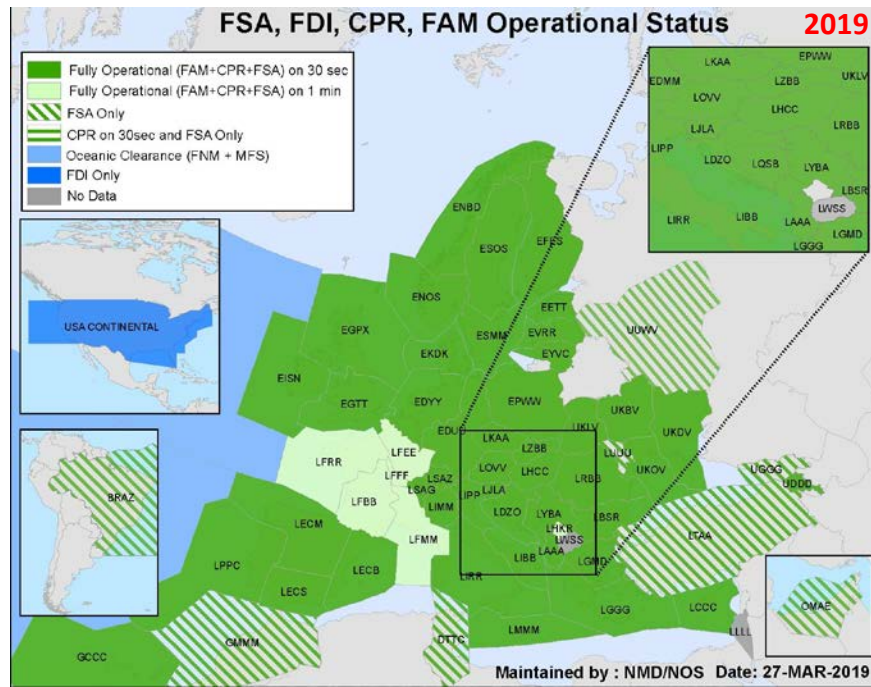 FSA, FDI, CPR, FAM Operational Status
2019
Fully Operational (FAM+CPR+FSA) on 30 sec
Fully Operational (FAM+CPR+FSA) on 1 min
FSA Only
CPR on 30sec and FSA Only
Oceanic Clearance (FNM + MFS)
FDI Only
No Data
LKAA
EPWW
EDMM
LZBB
UKLV
LOVV
LHCC
LJLA
LRBB
LIPP
LDZO
LQSB
LYBA
LBSR
LWSS
LIRR
LIBB
LAAA
LGMD
LGGG
USA CONTINENTAL
BRAZ
OMAE
ENBD
ESOS
EFES
ENOS
EETT
UUWV
EGPX
ESMM
EVRR
EKDK
EYVC
EISN
EGTT
EDYY
EPWW
UKBV
EDUU
UKLV
UKDV
LKAA
LFEE
LZBB
LUUU
LFRR
LFFF
LSAZ
LOVV
LHCC
UKOV
UGGG
LSAG
LIPP
LJLA
LRBB
UDDD
LFBB
LIMM
LDZO
LYBA
LBSR
LECM
LHKR
LTAA
LFMM
LWSS
LPPC
LIBB
LAAA
LGMD
LECB
LIRR
LECS
LGGG
LCCC
GMMM
DTTC
LMMM
LLLL
GCCC
Maintained by : NMD/NOS Date: 27-MAR-2019